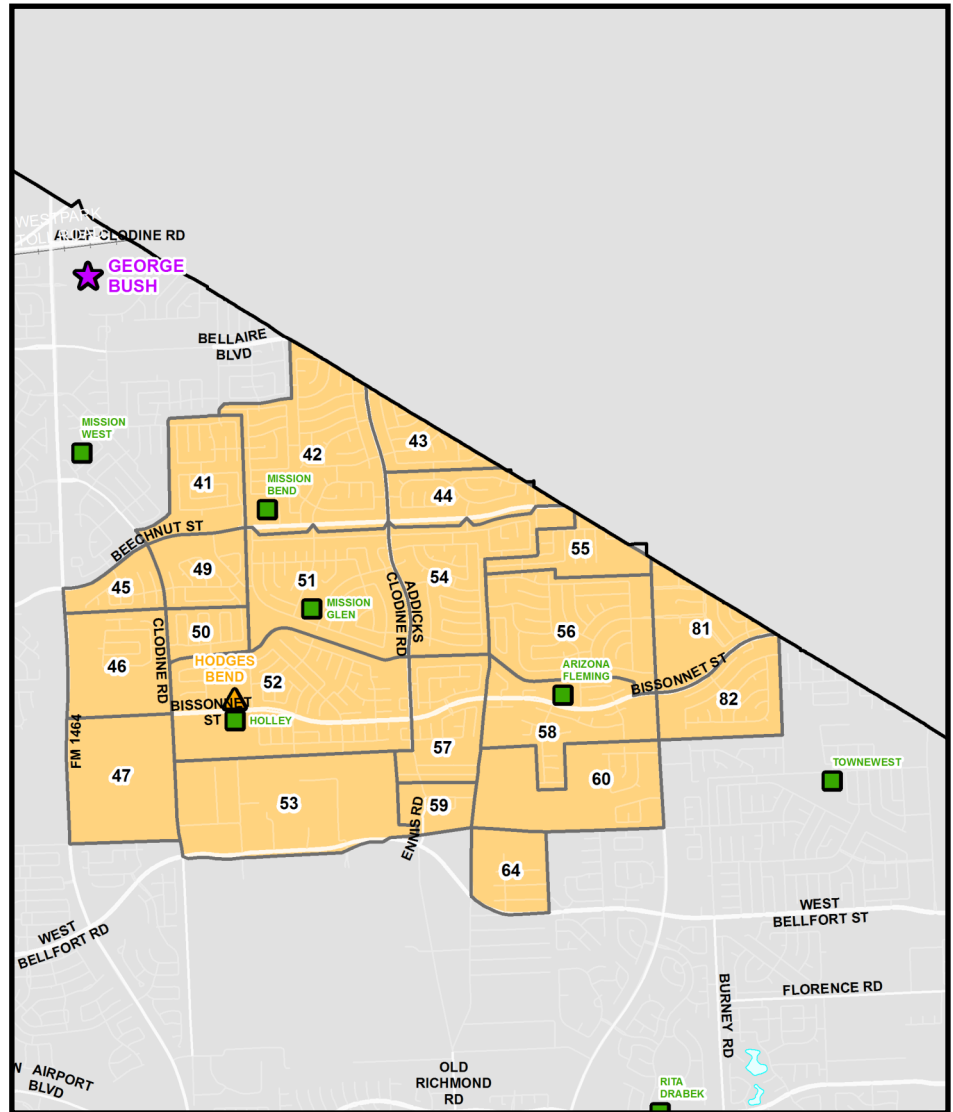 WESTPARK
ALIEF CLODINE RD
GEORGE
BUSH
BELLAIRE
BLVD
MISSION
WEST
42
43
41
MISSION
BEND
44
BEECHNUT ST
55
45
49
51
54
MISSION
GLEN
ADDICKS
CLODINE RD
50
56
81
CLODINE RD
46
HODGES
BEND
52
ARIZONA
FLEMING
BISSONNET ST
82
BISSONNET
ST
HOLLEY
FM 1464
58
57
47
60
TOWNEWEST
53
59
ENNIS RD
64
WEST
BELLFORT ST
WEST
BELLFORT RD
FLORENCE RD
BURNEY RD
AIRPORT
BLVD
OLD
RICHMOND
RD
RITA
DRABEK